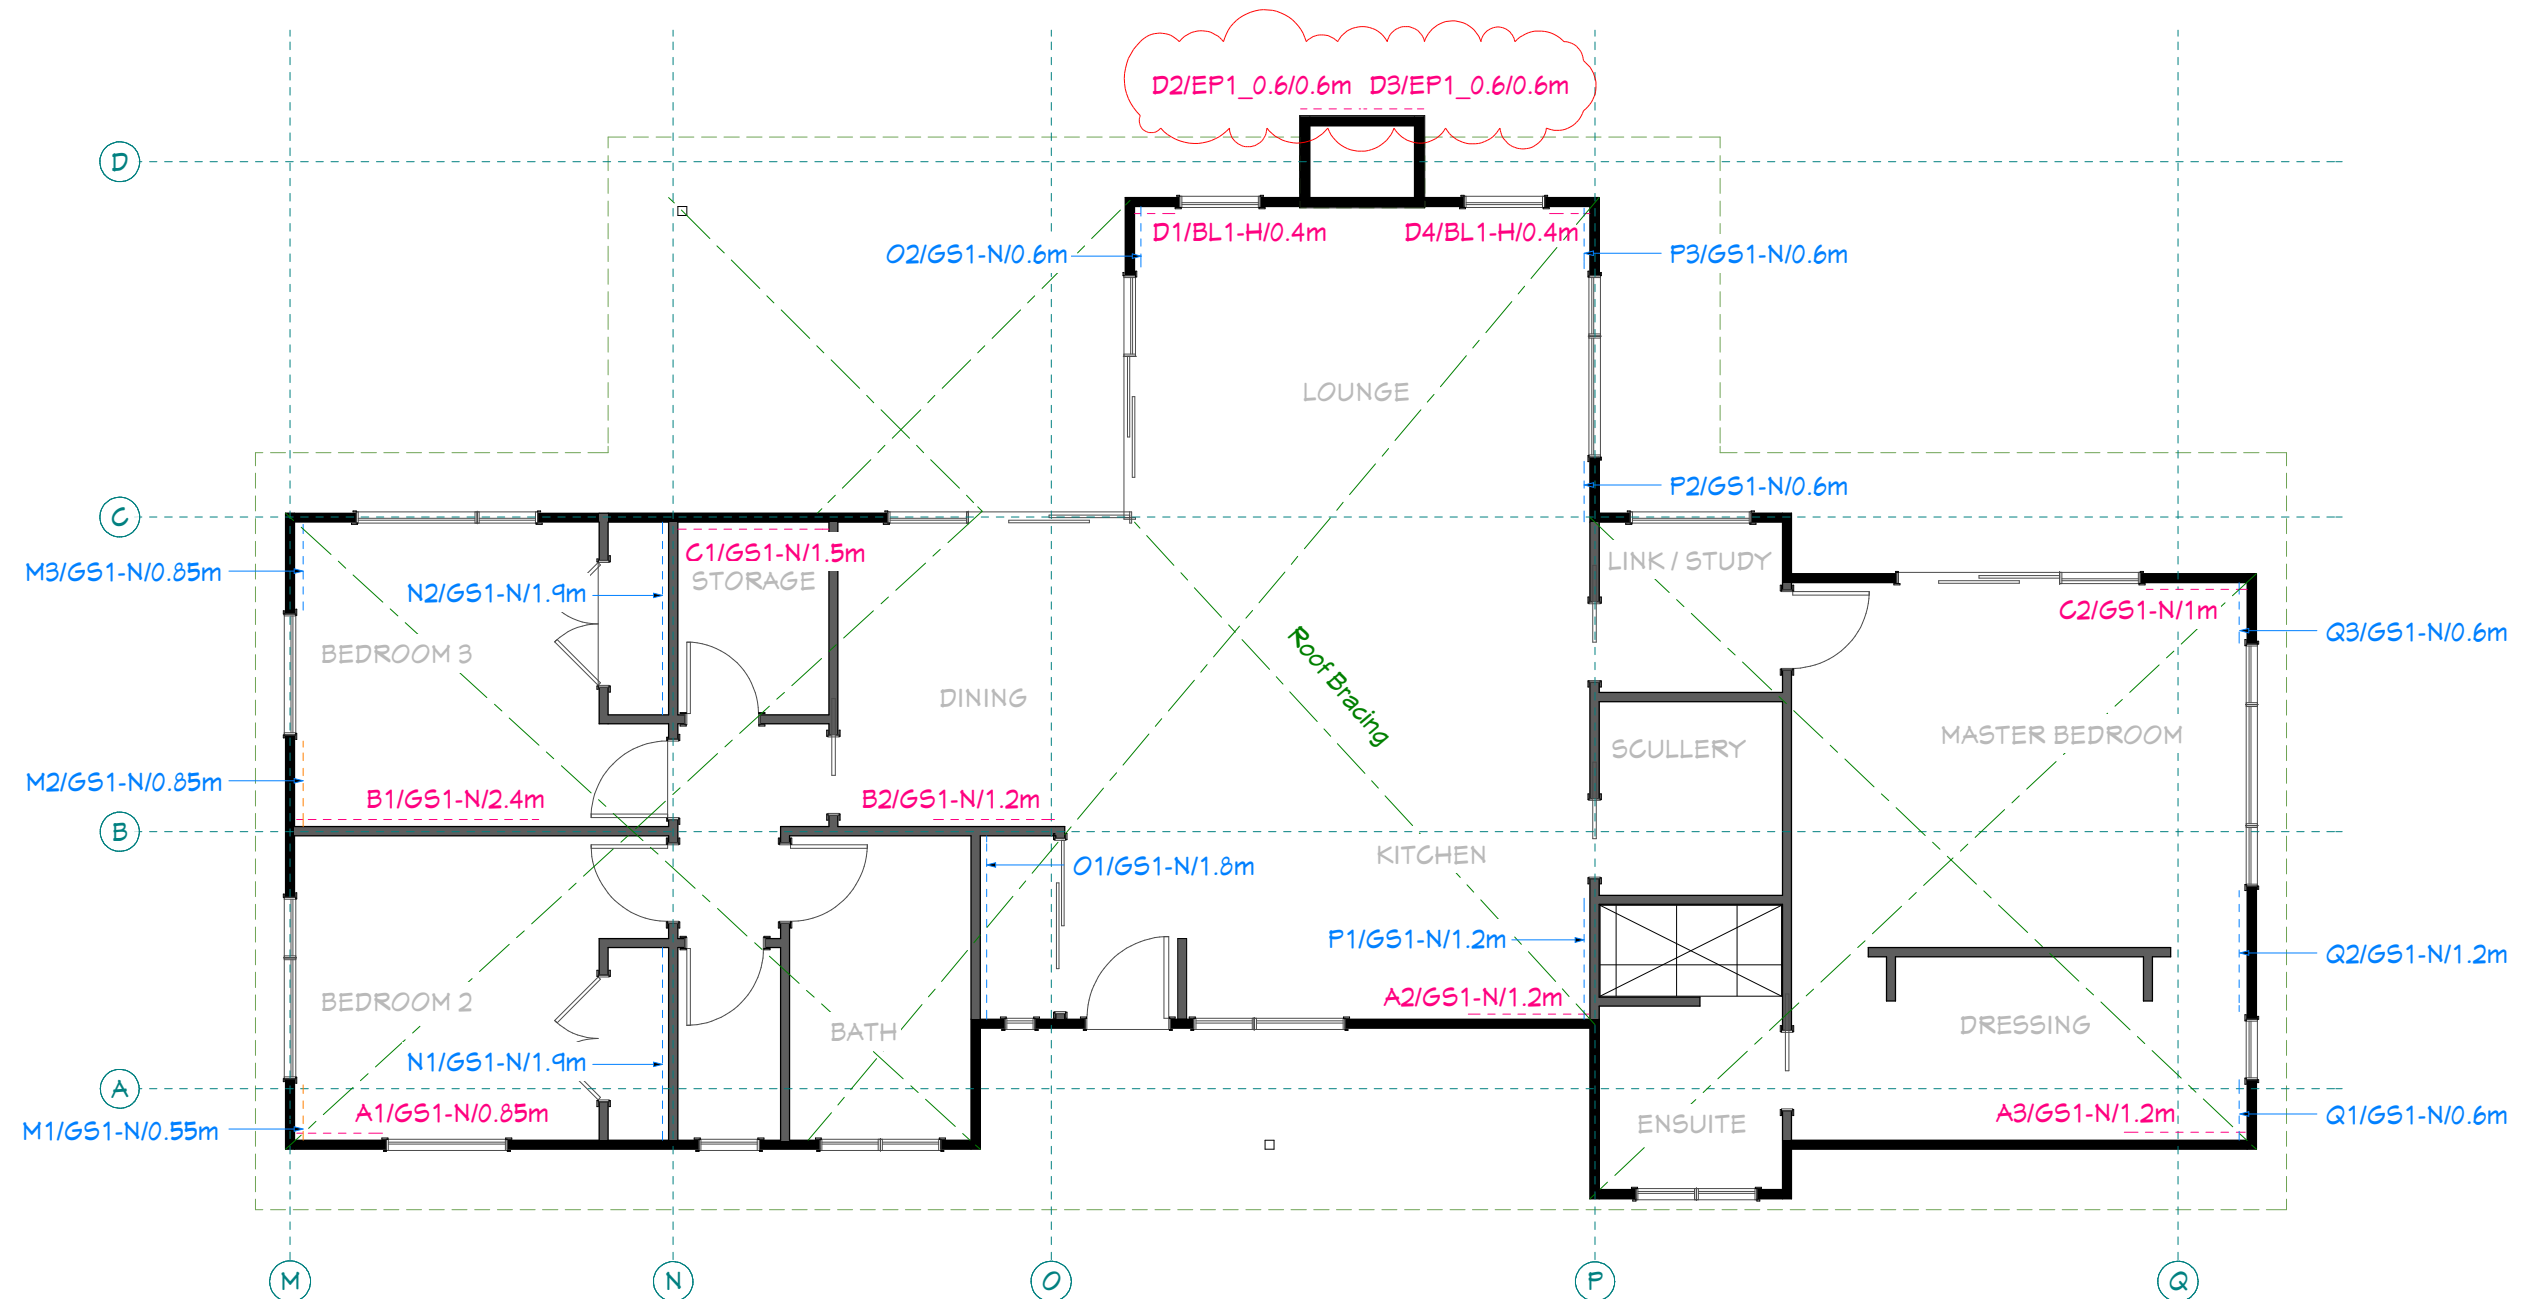 D2/EP1_0.6/0.6m D3/EP1_0.6/0.6m
D
D1/BL1-H/0.4m D4/BL1-H/0.4m
O2/GS1-N/0.6m P3/GS1-N/0.6m
LOUNGE
P2/GS1-N/0.6m
C
C1/GS1-N/1.5m
LINK / STUDY
M3/GS1-N/0.85m
STORAGE
N2/GS1-N/1.9m
C2/GS1-N/1m
Q3/GS1-N/0.6m
BEDROOM 3
Roof Bracing
DINING
MASTER BEDROOM
SCULLERY
M2/GS1-N/0.85m
B1/GS1-N/2.4m B2/GS1-N/1.2m
B
KITCHEN
O1/GS1-N/1.8m
P1/GS1-N/1.2m
Q2/GS1-N/1.2m
BEDROOM 2
A2/GS1-N/1.2m
BATH
DRESSING
N1/GS1-N/1.9m
A
A1/GS1-N/0.85m
A3/GS1-N/1.2m
Q1/GS1-N/0.6m
ENSUITE
M1/GS1-N/0.55m
M N O P Q